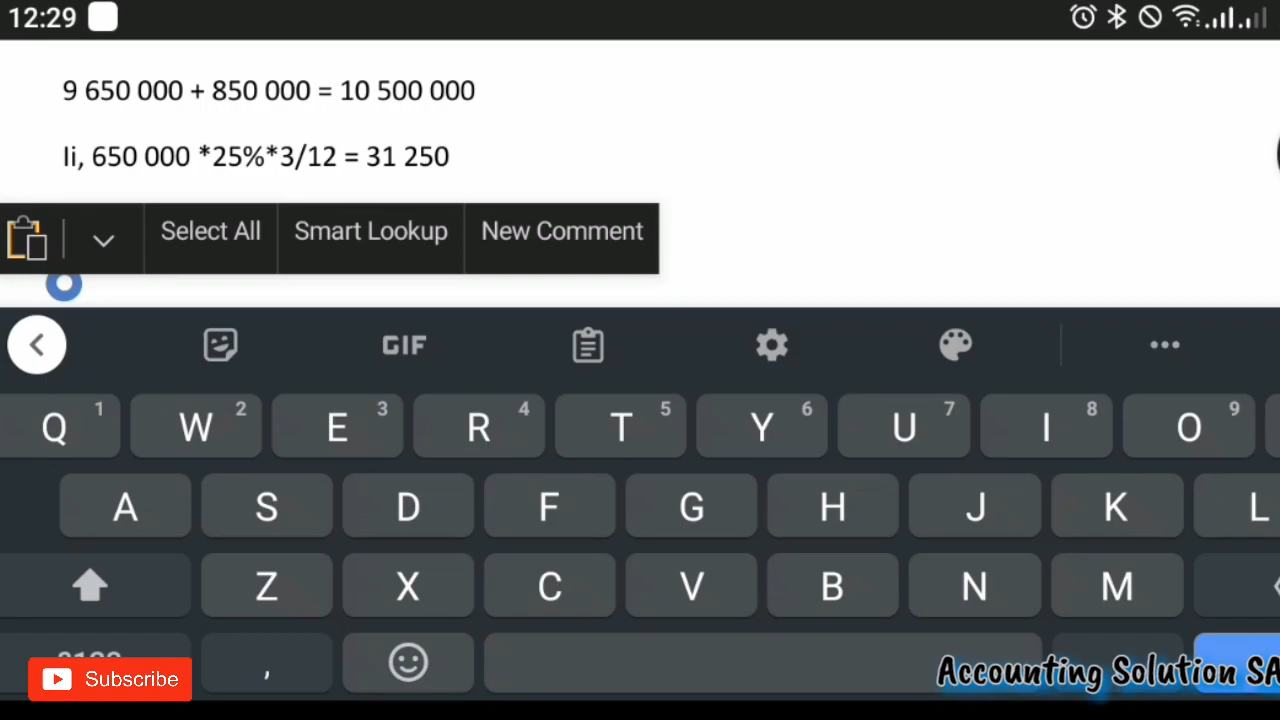 12:29
9 650 000 + 850 000 = 10 500 000
Ii, 650 000 *25%*3/12 = 31 250
Select All Smart Lookup New Comment
GIF
Q 1 W 2 E 3 R 4 T 5 Y 6 U 7 I 8 O 9
A S D F G H J K L
Z X C V B N M
,
Subscribe
Accounting Solution SA